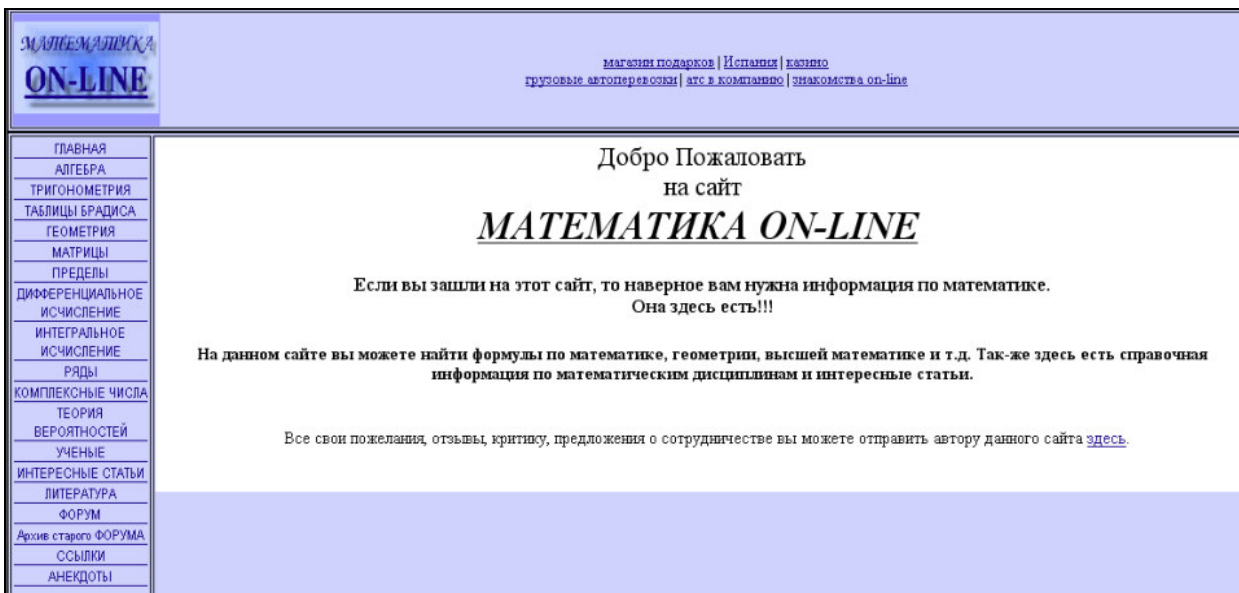 МАТЕМАТИКА
ON-LINE
магазин подарков | Испания | казино
грузовые автоперевозки | атс в компанию | знакомства on-line
ГЛАВНАЯ
АЛГЕБРА
ТРИГОНОМЕТРИЯ
ТАБЛИЦЫ БРАДИСА
ГЕОМЕТРИЯ
МАТРИЦЫ
ПРЕДЕЛЫ
ДИФФЕРЕНЦИАЛЬНОЕ
ИСЧИСЛЕНИЕ
ИНТЕГРАЛЬНОЕ
ИСЧИСЛЕНИЕ
РЯДЫ
КОМПЛЕКСНЫЕ ЧИСЛА
ТЕОРИЯ
ВЕРОЯТНОСТЕЙ
УЧЕНЫЕ
ИНТЕРЕСНЫЕ СТАТЬИ
ЛИТЕРАТУРА
ФОРУМ
Архив старого ФОРУМА
ССЫЛКИ
АНЕКДОТЫ
Добро Пожаловать
на сайт
МАТЕМАТИКА ON-LINE
Если вы зашли на этот сайт, то наверное вам нужна информация по математике.
Она здесь есть!!!
На данном сайте вы можете найти формулы по математике, геометрии, высшей математике и т.д. Так-же здесь есть справочная
информация по математическим дисциплинам и интересные статьи.
Все свои пожелания, отзывы, критику, предложения о сотрудничестве вы можете отправить автору данного сайта здесь.